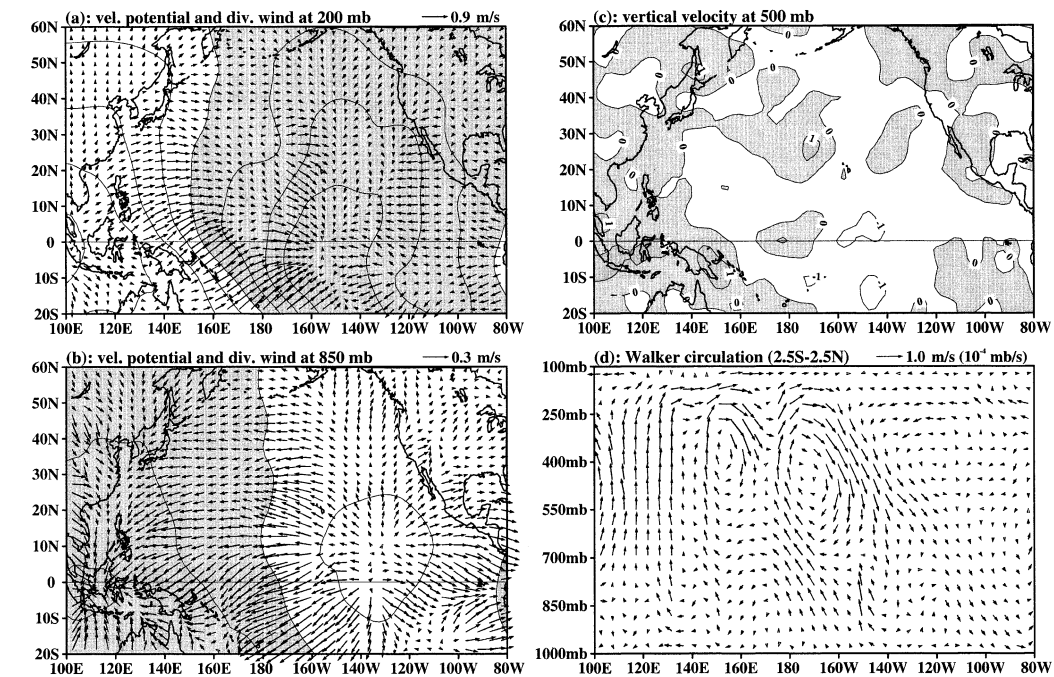 (a): vel. potential and div. wind at 200 mb 0.9 m/s
60N
50N
40N
30N
20N
10N
0
10S
20S
100E 120E 140E 160E 180 160W 140W 120W 100W 80W
(c): vertical velocity at 500 mb
60N
50N
40N
30N
20N
10N
0
10S
20S
100E 120E 140E 160E 180 160W 140W 120W 100W 80W
(b): vel. potential and div. wind at 850 mb 0.3 m/s
60N
50N
40N
30N
20N
10N
0
10S
20S
100E 120E 140E 160E 180 160W 140W 120W 100W 80W
(d): Walker circulation (2.5S-2.5N) 1.0 m/s (10⁻⁴ mb/s)
100mb
250mb
400mb
550mb
700mb
850mb
1000mb
100E 120E 140E 160E 180 160W 140W 120W 100W 80W